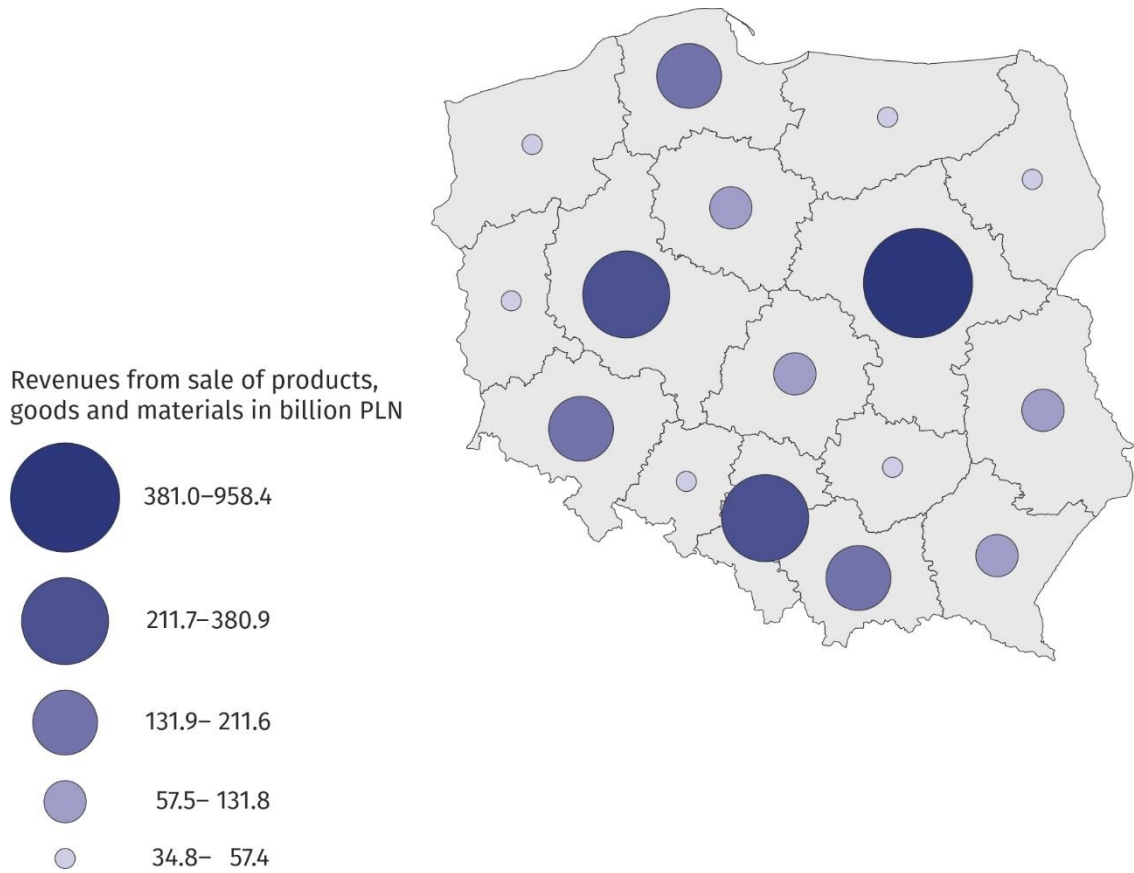 Revenues from sale of products,
goods and materials in billion PLN
381.0–958.4
211.7–380.9
131.9– 211.6
57.5– 131.8
34.8– 57.4